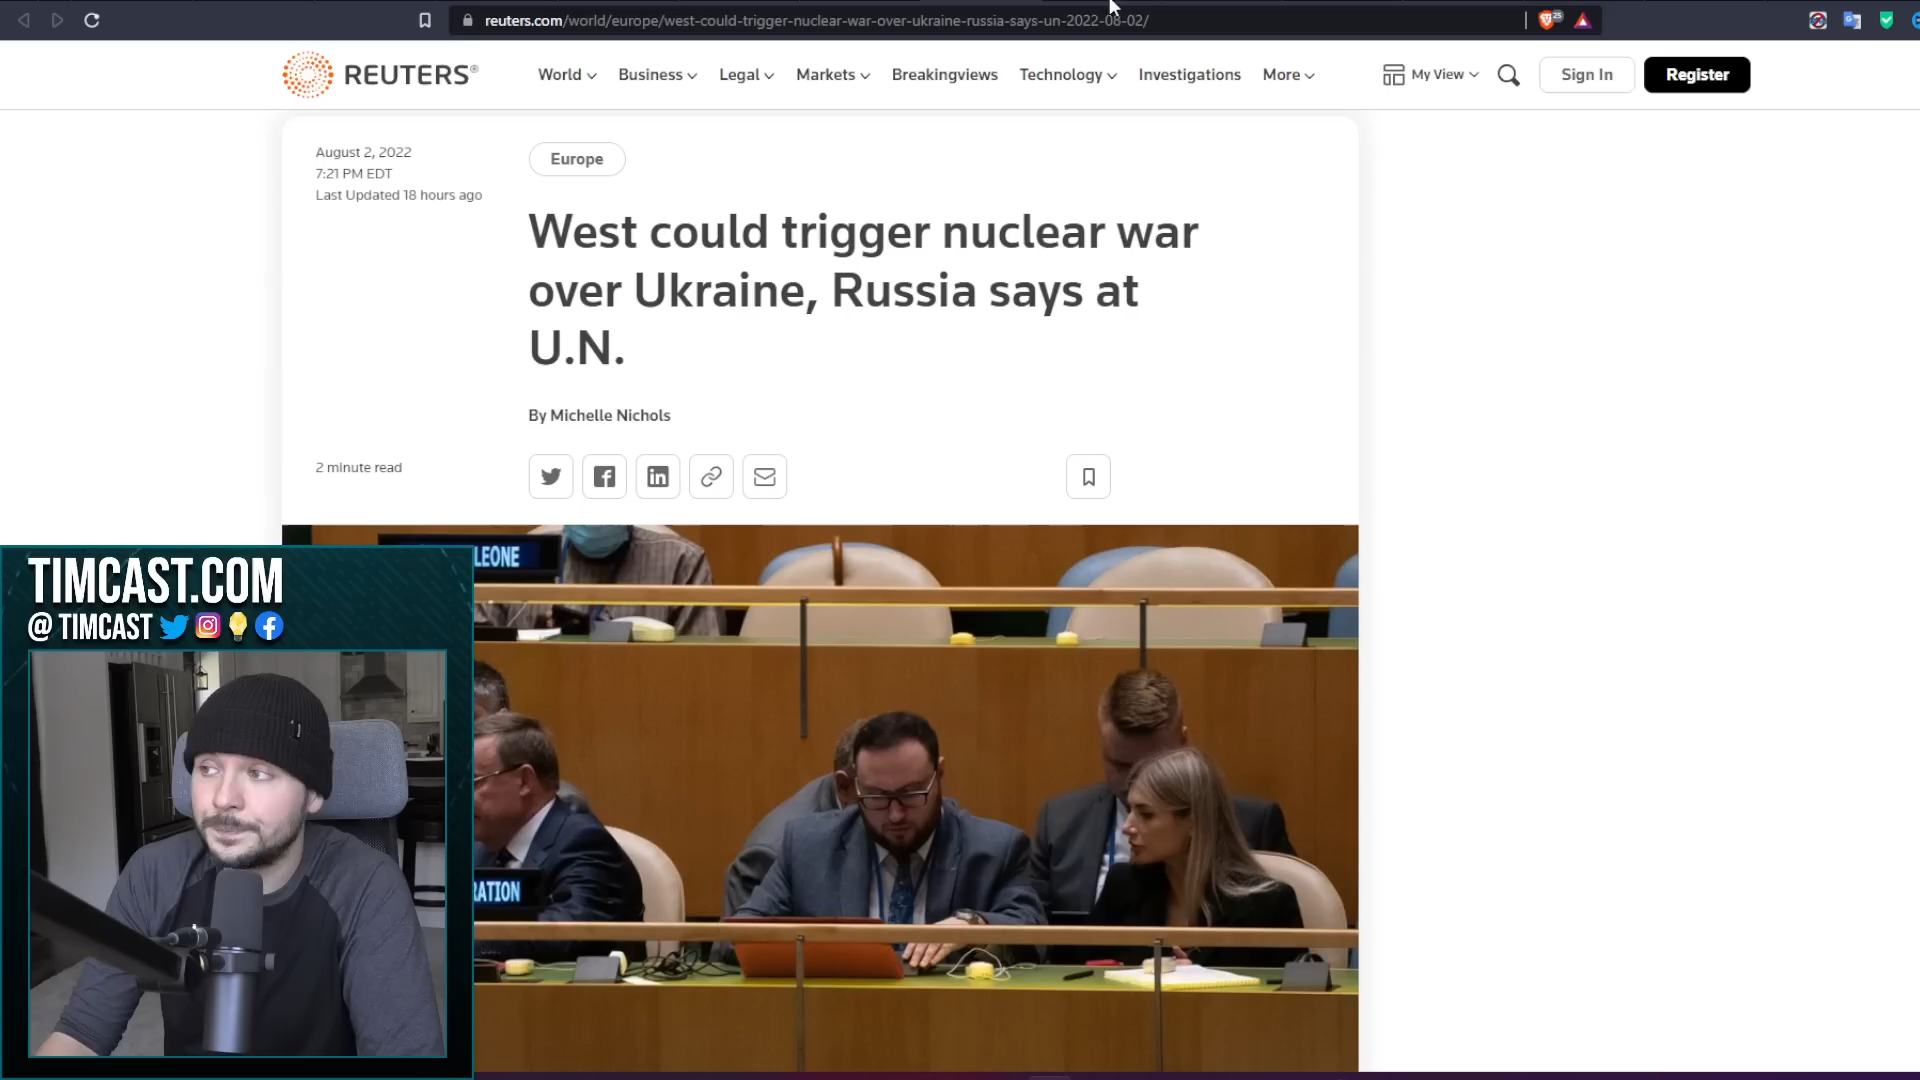 reuters.com/world/europe/west-could-trigger-nuclear-war-over-ukraine-russia-says-un-2022-08-02/
25
REUTERS®
World
Business
Legal
Markets
Breakingviews
Technology
Investigations
More
My View
Sign In
Register
August 2, 2022
7:21 PM EDT
Last Updated 18 hours ago
Europe
West could trigger nuclear war
over Ukraine, Russia says at
U.N.
By Michelle Nichols
2 minute read
LEONE
TIMCAST.COM
@ TIMCAST
RATION